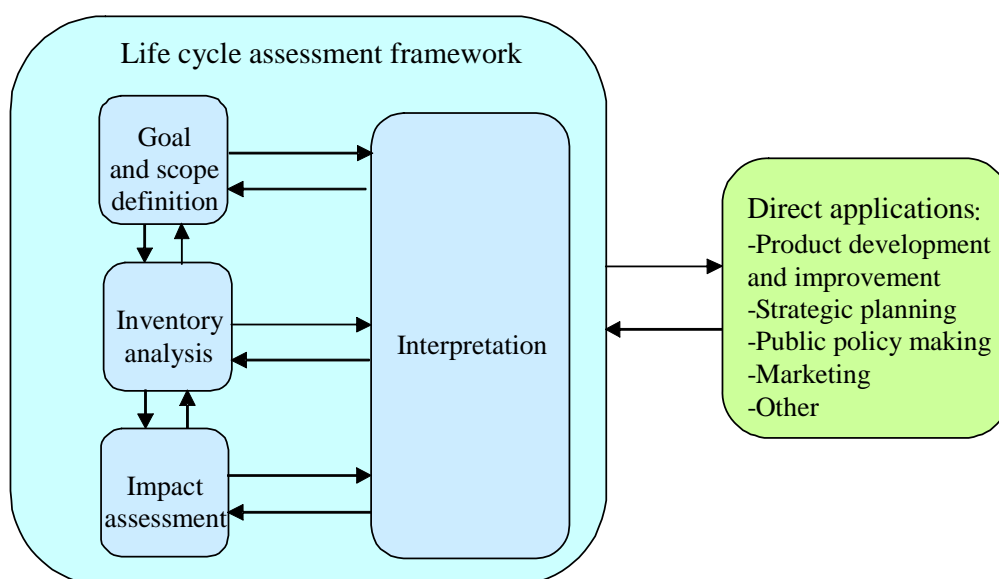 Life cycle assessment framework
Goal
and scope
definition
Inventory
analysis
Impact
assessment
Interpretation
Direct applications:
-Product development
and improvement
-Strategic planning
-Public policy making
-Marketing
-Other